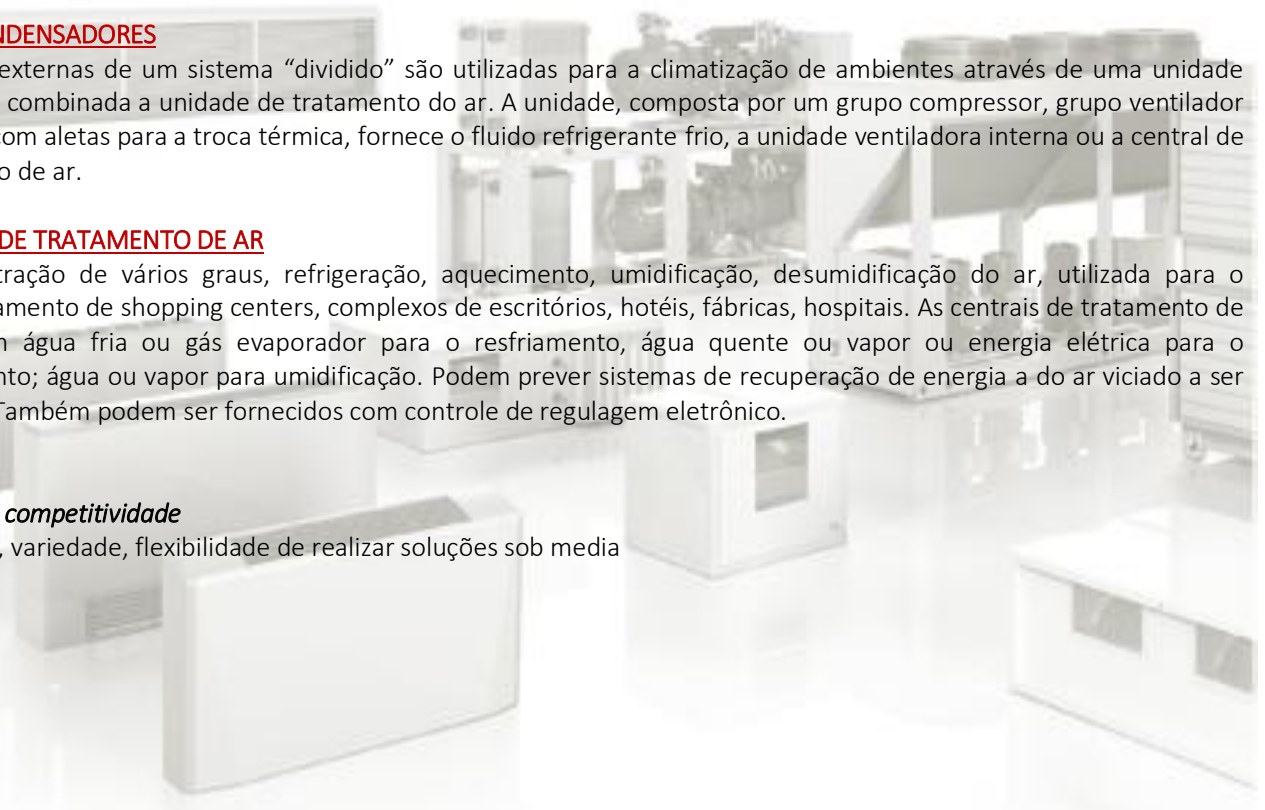 NDENSADORES
externas de um sistema “dividido” são utilizadas para a climatização de ambientes através de uma unidade
combinada a unidade de tratamento do ar. A unidade, composta por um grupo compressor, grupo ventilador
com aletas para a troca térmica, fornece o fluido refrigerante frio, a unidade ventiladora interna ou a central de
o de ar.
DE TRATAMENTO DE AR
tração de vários graus, refrigeração, aquecimento, umidificação, desumidificação do ar, utilizada para o
amento de shopping centers, complexos de escritórios, hotéis, fábricas, hospitais. As centrais de tratamento de
água fria ou gás evaporador para o resfriamento, água quente ou vapor ou energia elétrica para o
nto; água ou vapor para umidificação. Podem prever sistemas de recuperação de energia a do ar viciado a ser
Também podem ser fornecidos com controle de regulagem eletrônico.
competitividade
, variedade, flexibilidade de realizar soluções sob media